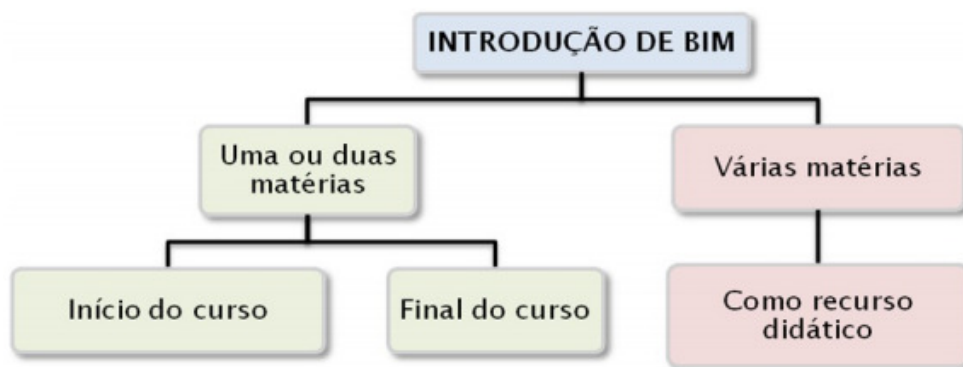 INTRODUÇÃO DE BIM
Uma ou duas
matérias
Várias matérias
Início do curso
Final do curso
Como recurso
didático